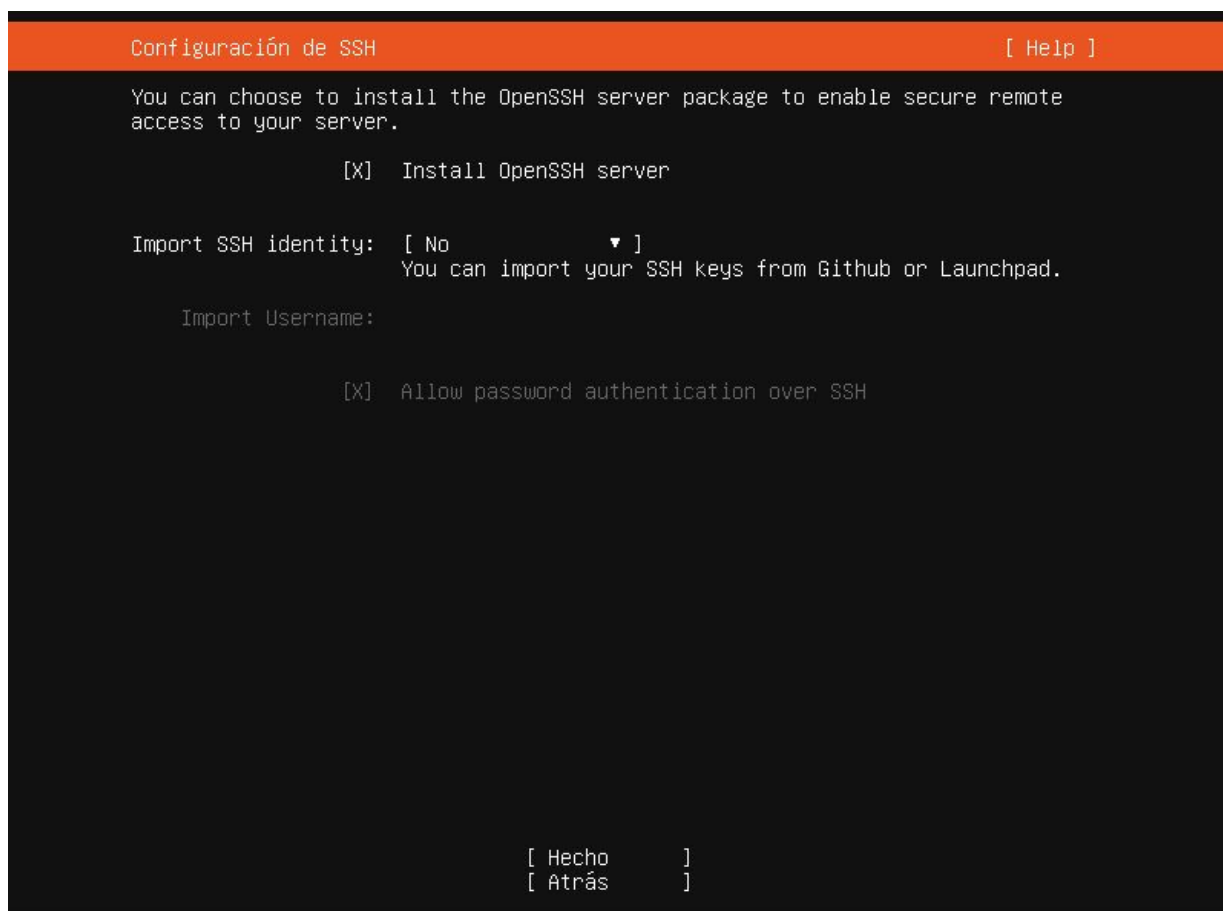 Configuración de SSH [ Help ]
You can choose to install the OpenSSH server package to enable secure remote
access to your server.
[X] Install OpenSSH server
Import SSH identity: [ No ▾ ]
You can import your SSH keys from Github or Launchpad.
Import Username:
[X] Allow password authentication over SSH
[ Hecho ]
[ Atrás ]